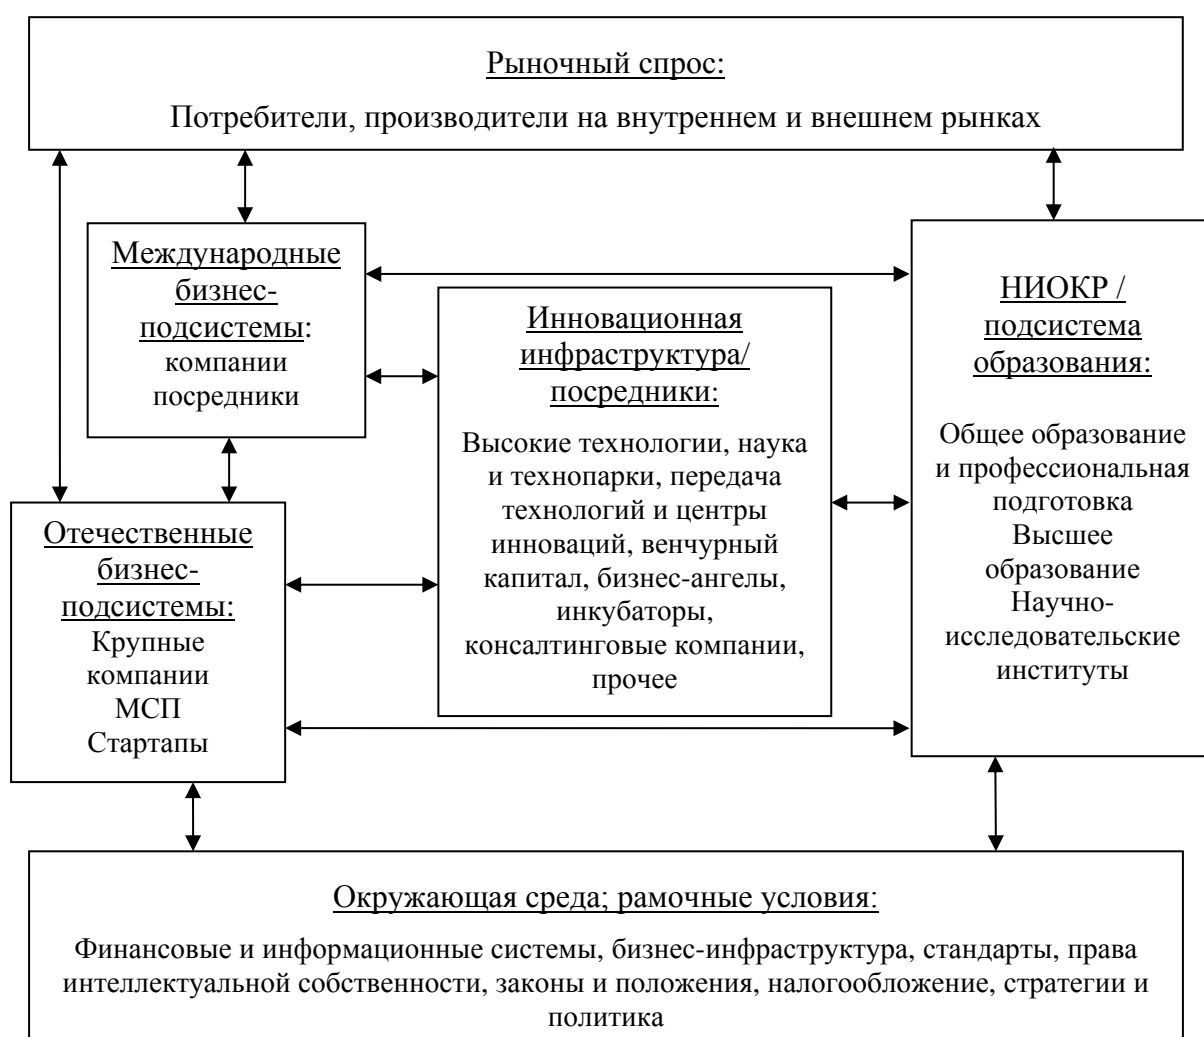 Рыночный спрос:
Потребители, производители на внутреннем и внешнем рынках
Международные
бизнес-
подсистемы:
компании
посредники
Инновационная
инфраструктура/
посредники:
Высокие технологии, наука
и технопарки, передача
технологий и центры
инноваций, венчурный
капитал, бизнес-ангелы,
инкубаторы,
консалтинговые компании,
прочее
НИОКР /
подсистема
образования:
Общее образование
и профессиональная
подготовка
Высшее
образование
Научно-
исследовательские
институты
Отечественные
бизнес-
подсистемы:
Крупные
компании
МСП
Стартапы
Окружающая среда; рамочные условия:
Финансовые и информационные системы, бизнес-инфраструктура, стандарты, права
интеллектуальной собственности, законы и положения, налогообложение, стратегии и
политика